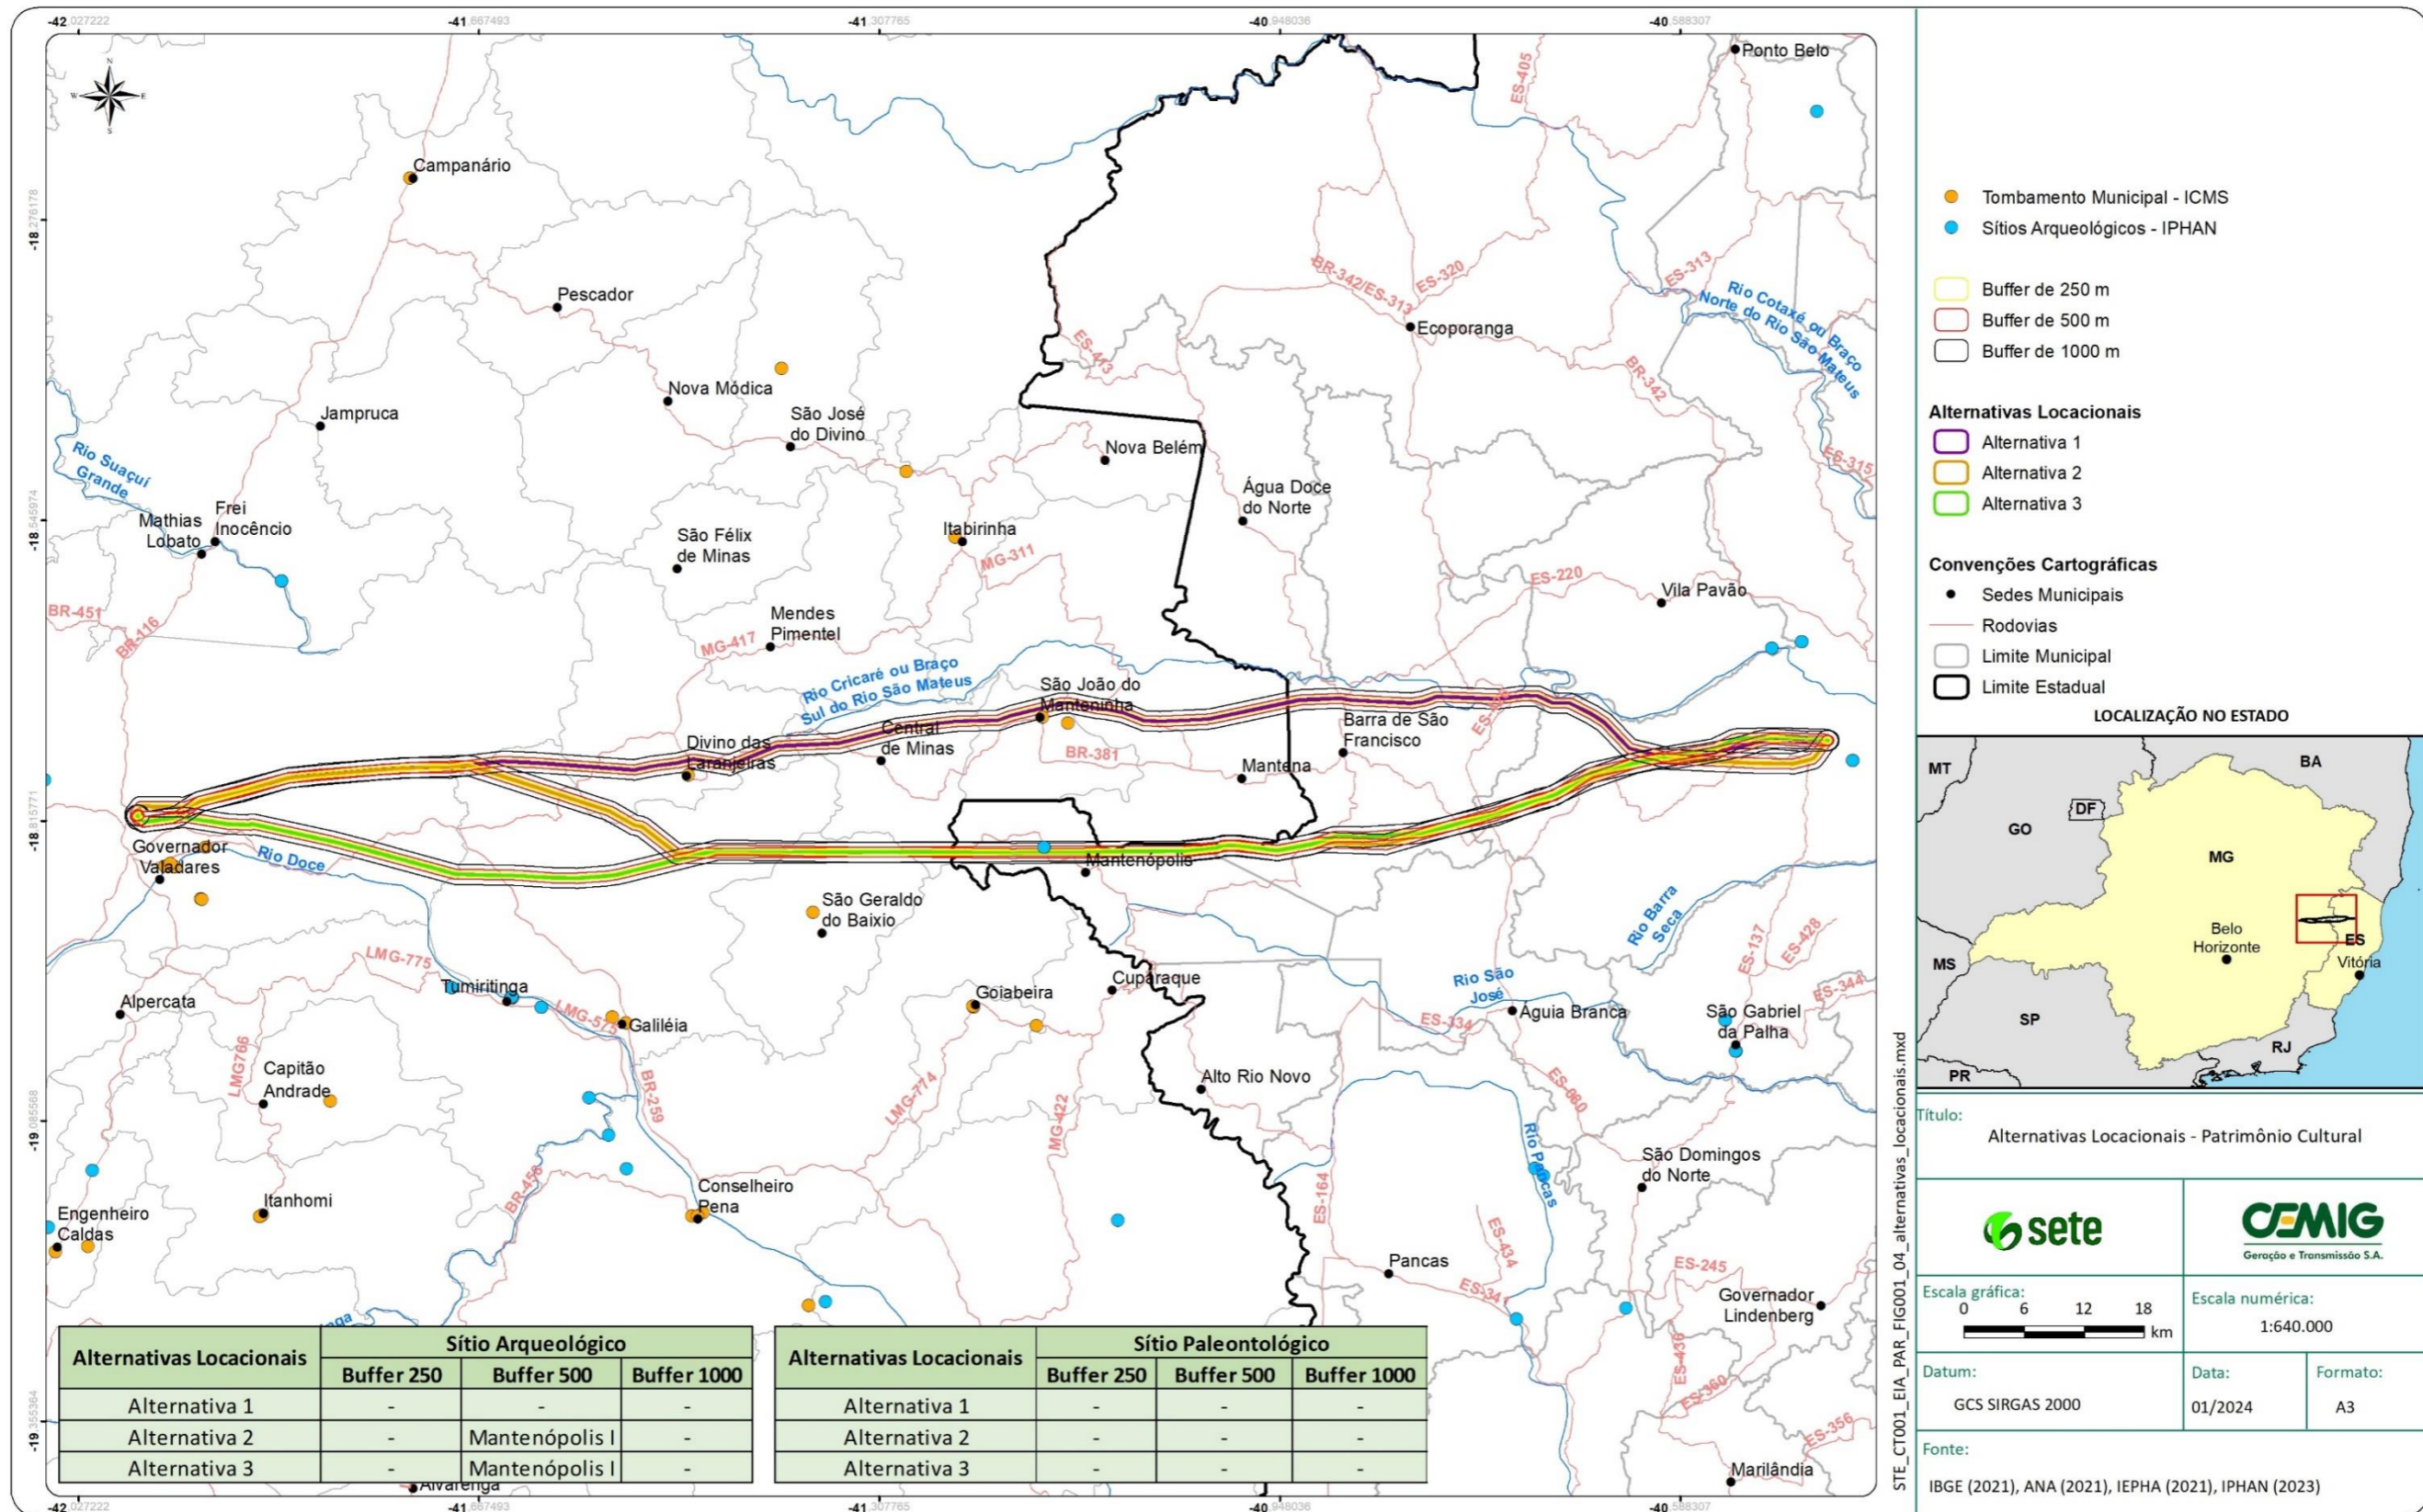 -42.027222
-41.667493
-41.307765
-40.948036
-40.588307
N
W
E
S
-18.276178
-18.545974
-18.815771
-19.085568
-19.355364
Ponto Belo
ES-405
Campanário
Pescador
BR-342/ES-313
ES-320
ES-313
Rio Cotaxé ou Braço
Norte do Rio São Mateus
Ecoporanga
ES-413
BR-342
Nova Módica
São José
do Divino
Jampruca
Nova Belém
ES-315
Rio Suaçuí
Grande
Água Doce
do Norte
Frei
Inocêncio
Mathias
Lobato
São Félix
de Minas
Itabirinha
MG-311
ES-220
Vila Pavão
BR-451
BR-116
Mendes
Pimentel
MG-417
Rio Cricaré ou Braço
Sul do Rio São Mateus
São João do
Manteninha
Barra de São
Francisco
Central
de Minas
Divino das
Laranjeiras
BR-381
Mantena
Governador
Valadares
Rio Doce
Mantenópolis
São Geraldo
do Baixio
Rio Barra
Seca
ES-137
ES-428
LMG-775
Tumiritinga
Cuparaque
Goiabeira
Rio São
José
ES-344
Alpercata
LMG-575
Galiléia
ES-334
Águia Branca
São Gabriel
da Palha
LMG766
Capitão
Andrade
BR-259
LMG-774
MG-422
Alto Rio Novo
ES-080
Rio Pancas
São Domingos
do Norte
Itanhomi
BR-458
Conselheiro
Pena
ES-164
Engenheiro
Caldas
ES-434
Pancas
ES-341
ES-245
Governador
Lindenberg
ES-436
ES-360
ES-356
Marilândia
Alvarenga
Alternativas Locacionais
Sítio Arqueológico
Buffer 250 Buffer 500 Buffer 1000
Alternativa 1 - - -
Alternativa 2 - Mantenópolis I -
Alternativa 3 - Mantenópolis I -
Alternativas Locacionais
Sítio Paleontológico
Buffer 250 Buffer 500 Buffer 1000
Alternativa 1 - - -
Alternativa 2 - - -
Alternativa 3 - - -
-42.027222
-41.667493
-41.307765
-40.948036
-40.588307
STE_CT001_EIA_PAR_FIG001_04_alternativas_locacionais.mxd
Tombamento Municipal - ICMS
Sítios Arqueológicos - IPHAN
Buffer de 250 m
Buffer de 500 m
Buffer de 1000 m
Alternativas Locacionais
Alternativa 1
Alternativa 2
Alternativa 3
Convenções Cartográficas
Sedes Municipais
Rodovias
Limite Municipal
Limite Estadual
LOCALIZAÇÃO NO ESTADO
MT
BA
DF
GO
MG
Belo
Horizonte
ES
Vitória
MS
SP
RJ
PR
Título:
Alternativas Locacionais - Patrimônio Cultural
sete
CEMIG
Geração e Transmissão S.A.
Escala gráfica:
0 6 12 18
km
Escala numérica:
1:640.000
Datum:
GCS SIRGAS 2000
Data:
01/2024
Formato:
A3
Fonte:
IBGE (2021), ANA (2021), IEPHA (2021), IPHAN (2023)